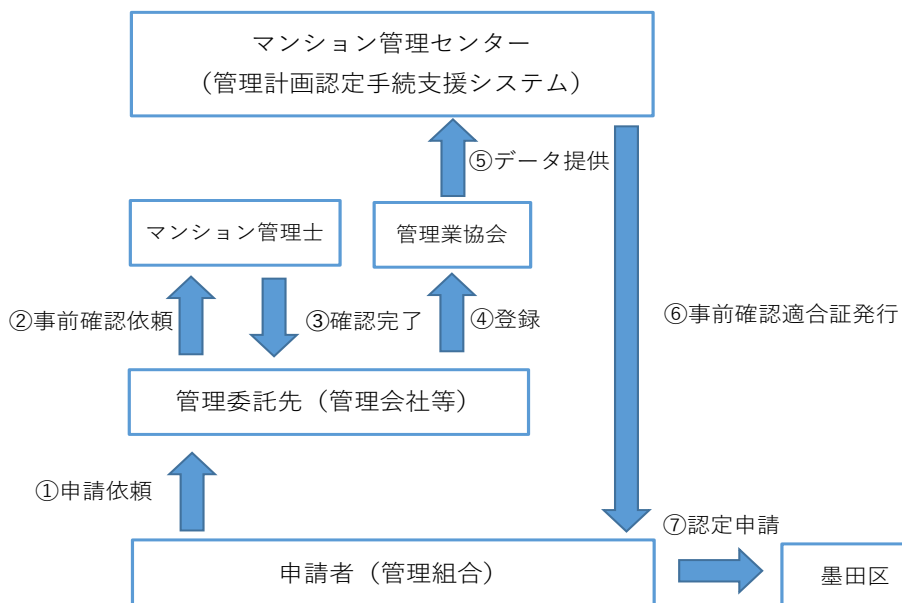 マンション管理センター
（管理計画認定手続支援システム）
⑤データ提供
マンション管理士
管理業協会
②事前確認依頼
③確認完了
④登録
⑥事前確認適合証発行
管理委託先（管理会社等）
①申請依頼
⑦認定申請
申請者（管理組合）
墨田区